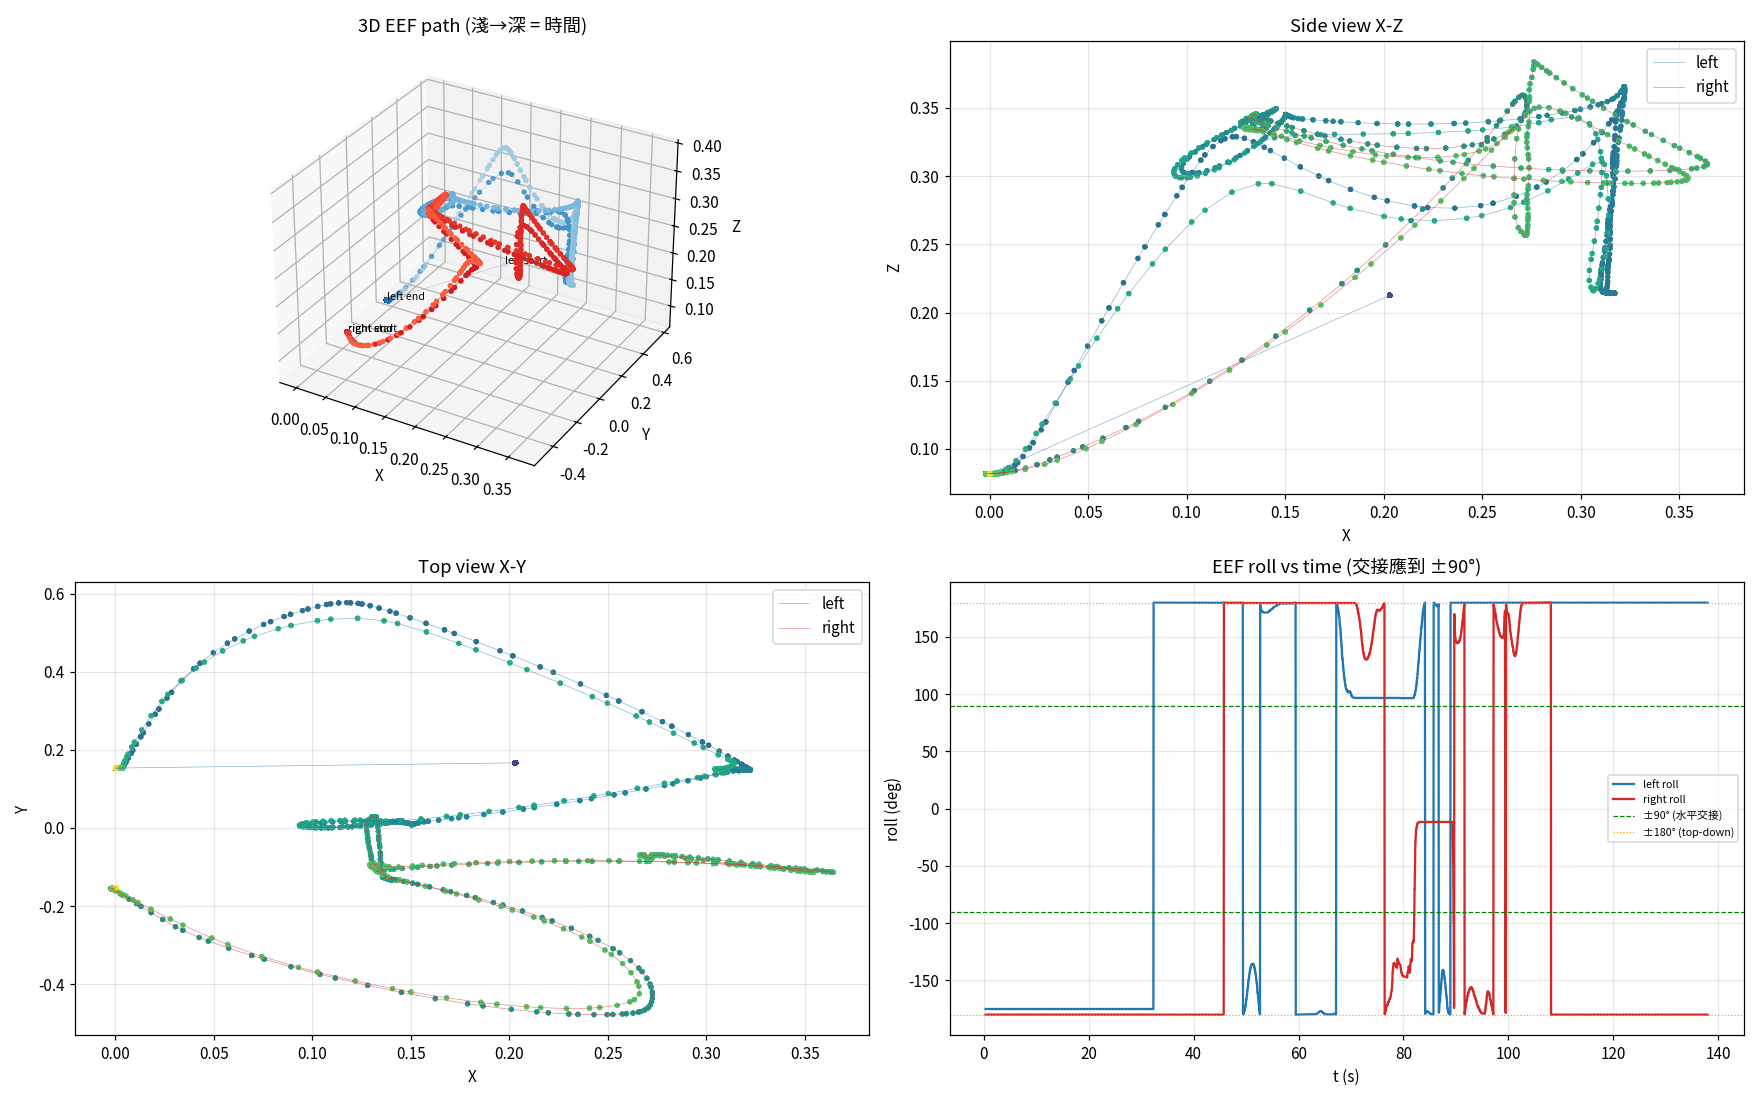 3D EEF path (淺→深 = 時間)
0.40
0.35
0.30
0.25
0.20
0.15
0.10
Z
0.6
0.4
0.2
0.0
-0.2
-0.4
Y
0.00
0.05
0.10
0.15
0.20
0.25
0.30
0.35
X
left end
right end
Side view X-Z
left
right
0.35
0.30
0.25
0.20
0.15
0.10
Z
0.00 0.05 0.10 0.15 0.20 0.25 0.30 0.35
X
Top view X-Y
left
right
0.6
0.4
0.2
0.0
-0.2
-0.4
Y
0.00 0.05 0.10 0.15 0.20 0.25 0.30 0.35
X
EEF roll vs time (交接應到 ±90°)
150
100
50
0
-50
-100
-150
roll (deg)
left roll
right roll
±90° (水平交接)
±180° (top-down)
0 20 40 60 80 100 120 140
t (s)